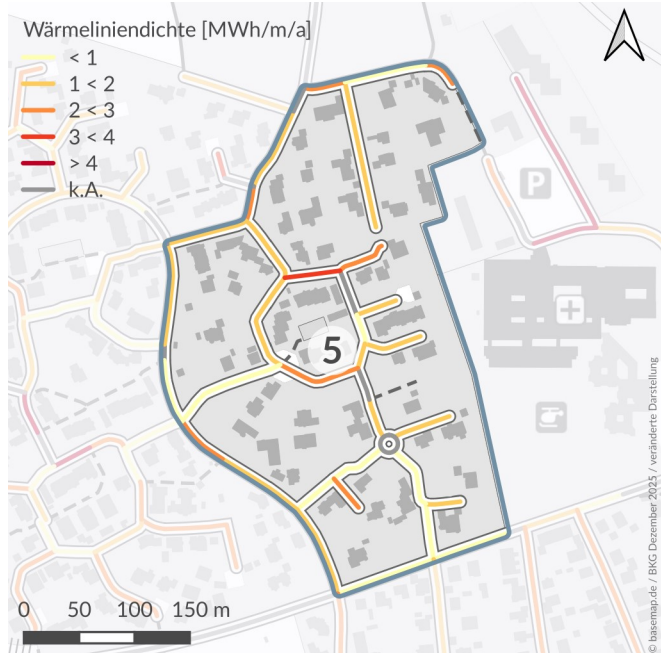 Wärmeliniendichte [MWh/m/a]
< 1
1 < 2
2 < 3
3 < 4
> 4
k.A.
P
5
0 50 100 150 m
© basemap.de / BKG Dezember 2025 / veränderte Darstellung